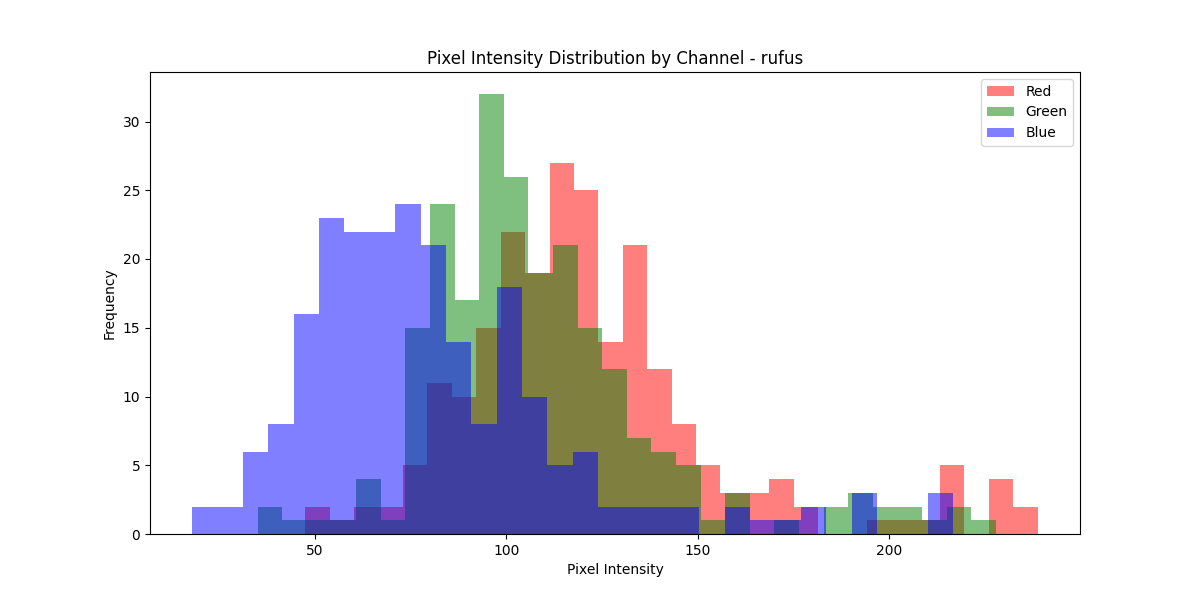 Pixel Intensity Distribution by Channel - rufus
Red
Green
Blue
30
25
20
15
10
5
0
Frequency
50
100
150
200
Pixel Intensity